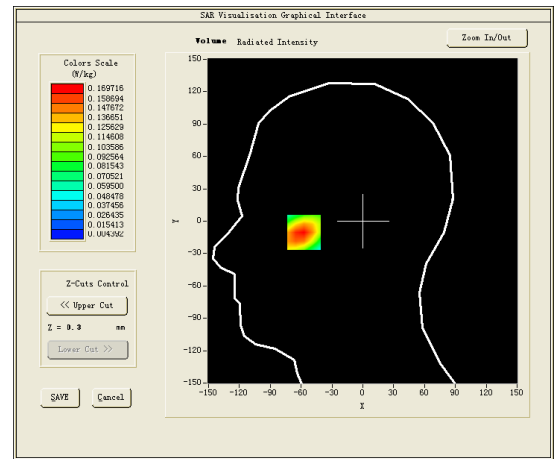 SAR Visualisation Graphical Interface
Volume Radiated Intensity
Zoom In/Out
Colors Scale
(W/kg)
0.169716
0.158694
0.147672
0.136651
0.125629
0.114608
0.103586
0.092564
0.081543
0.070521
0.059500
0.048478
0.037456
0.026435
0.015413
0.004392
Z-Cuts Control
<< Upper Cut
Z = 0.3 mm
Lower Cut >>
SAVE Cancel
150
120
90
60
30
0
-30
-60
-90
-120
-150
Y
-150 -120 -90 -60 -30 0 30 60 90 120 150
X